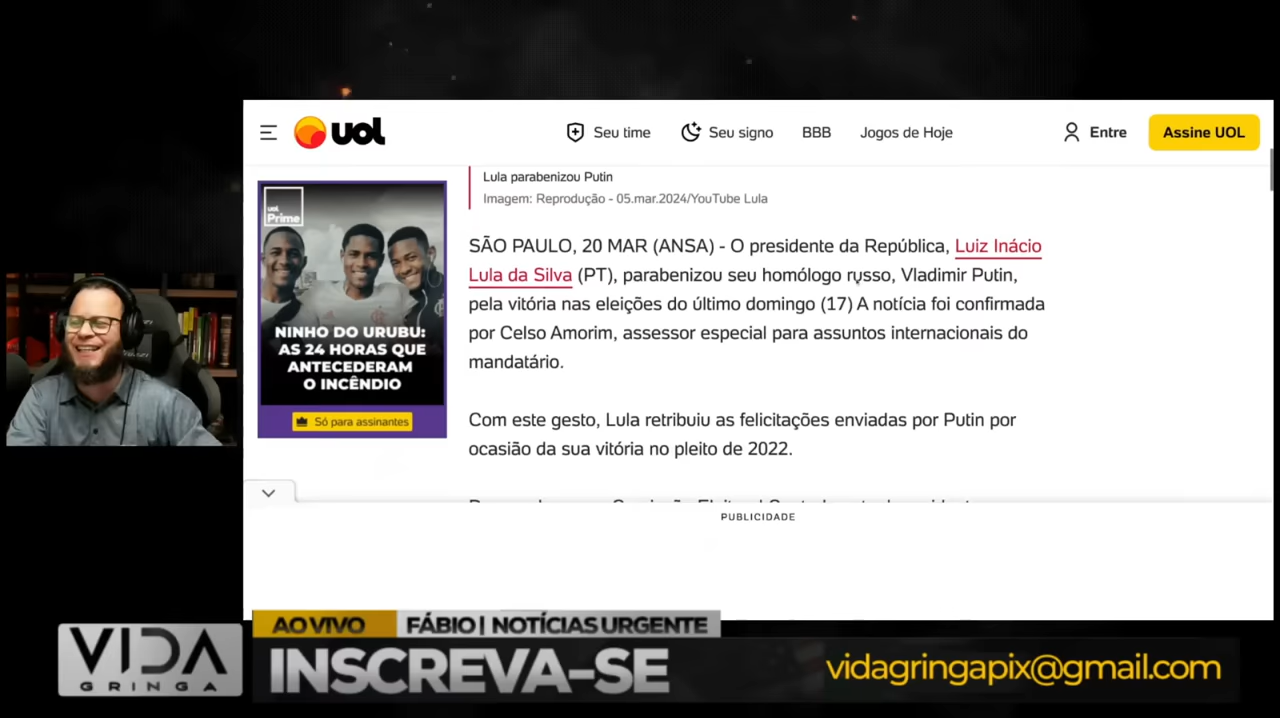 uol
Seu time
Seu signo
BBB
Jogos de Hoje
Entre
Assine UOL
uol
Prime
NINHO DO URUBU:
AS 24 HORAS QUE
ANTECEDERAM
O INCÊNDIO
Só para assinantes
Lula parabenizou Putin
Imagem: Reprodução - 05.mar.2024/YouTube Lula
SÃO PAULO, 20 MAR (ANSA) - O presidente da República, Luiz Inácio
Lula da Silva (PT), parabenizou seu homólogo russo, Vladimir Putin,
pela vitória nas eleições do último domingo (17) A notícia foi confirmada
por Celso Amorim, assessor especial para assuntos internacionais do
mandatário.
Com este gesto, Lula retribuiu as felicitações enviadas por Putin por
ocasião da sua vitória no pleito de 2022.
PUBLICIDADE
AO VIVO
FÁBIO | NOTÍCIAS URGENTE
VIDA
GRINGA
INSCREVA-SE
vidagringapix@gmail.com